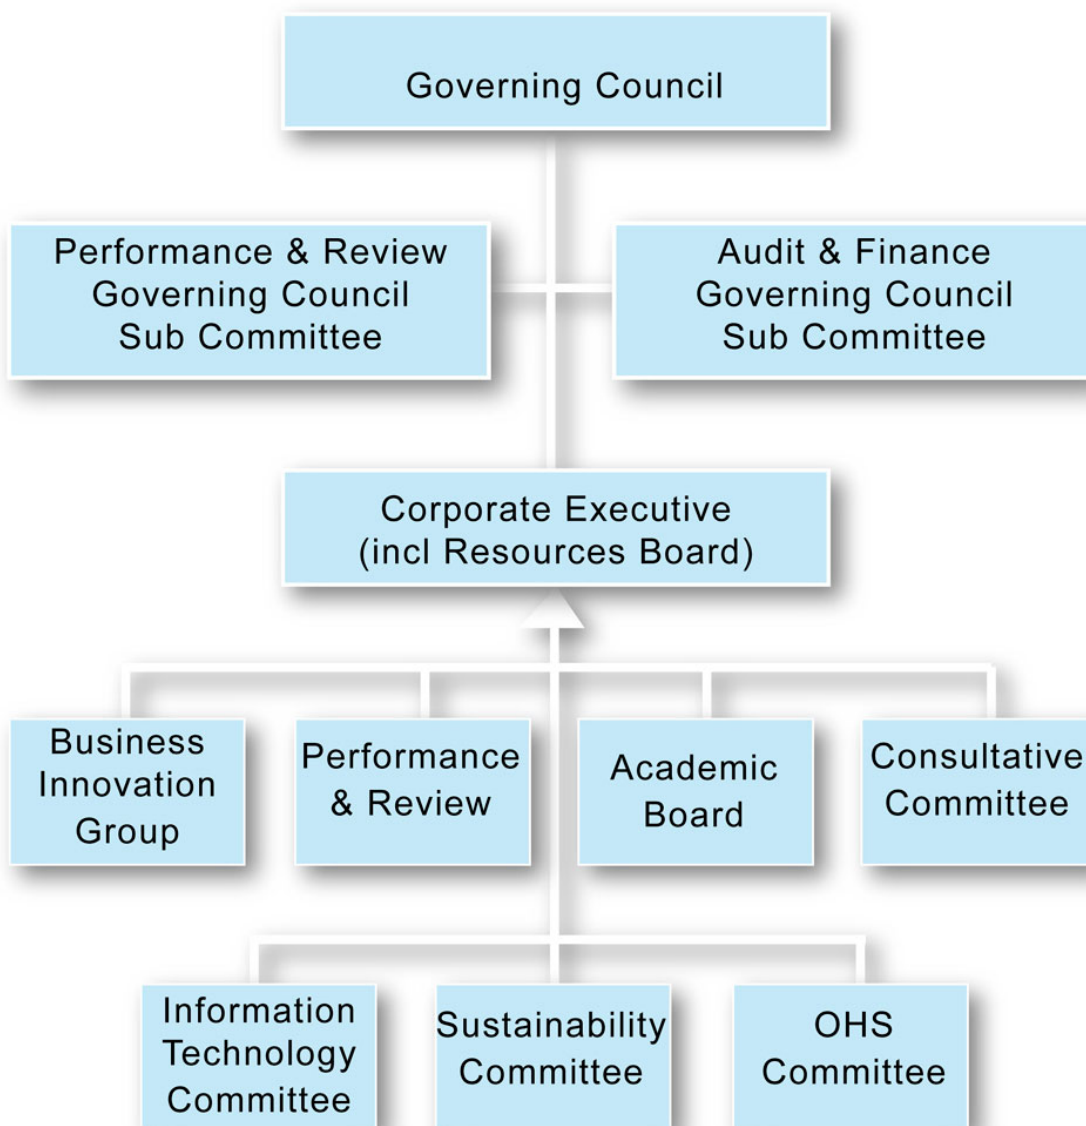 Governing Council
Performance & Review
Governing Council
Sub Committee
Audit & Finance
Governing Council
Sub Committee
Corporate Executive
(incl Resources Board)
Business
Innovation
Group
Performance
& Review
Academic
Board
Consultative
Committee
Information
Technology
Committee
Sustainability
Committee
OHS
Committee